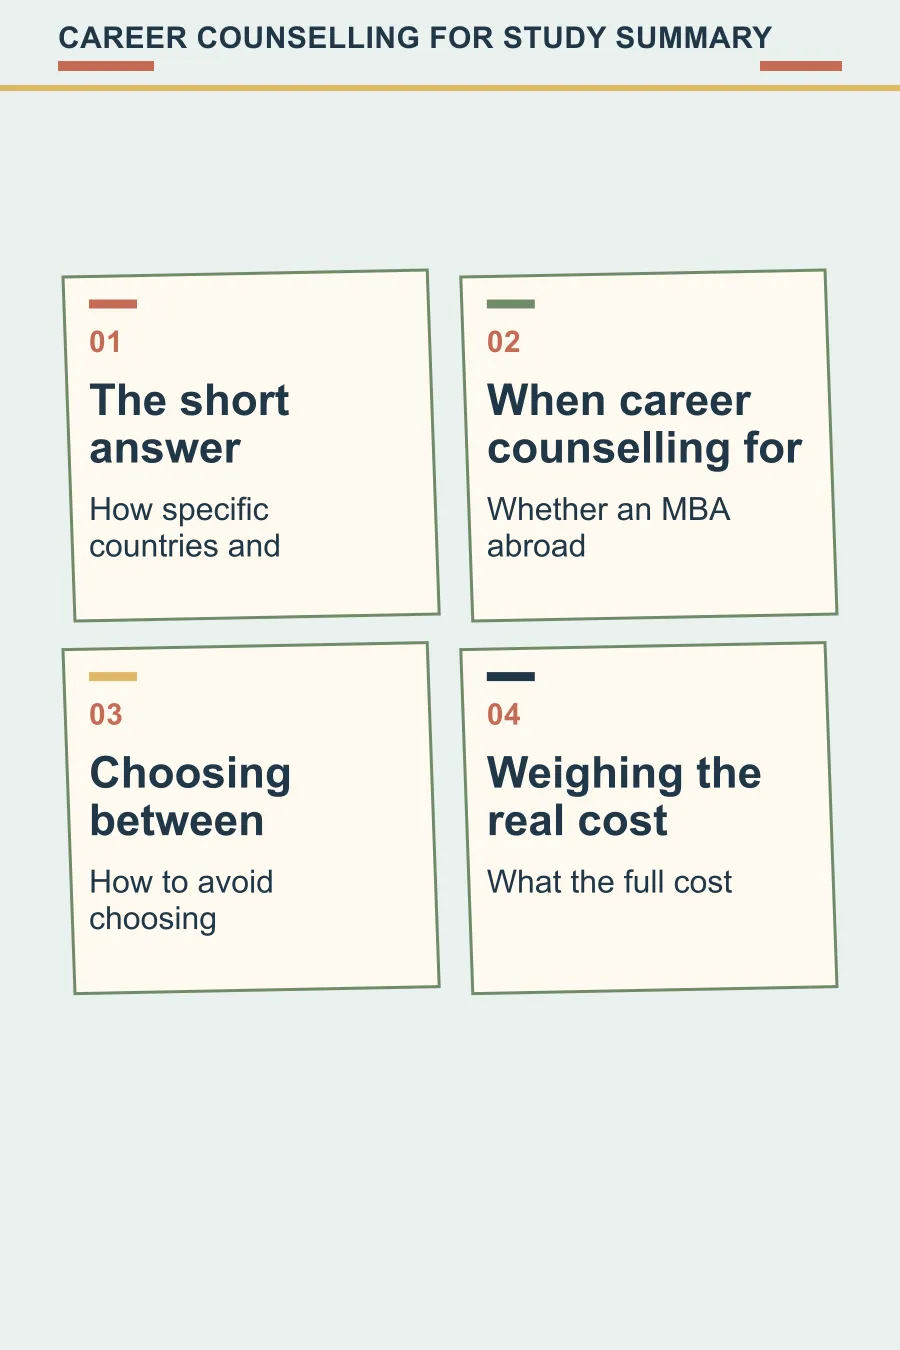 CAREER COUNSELLING FOR STUDY SUMMARY
01
The short
answer
How specific
countries and
02
When career
counselling for
Whether an MBA
abroad
03
Choosing
between
How to avoid
choosing
04
Weighing the
real cost
What the full cost